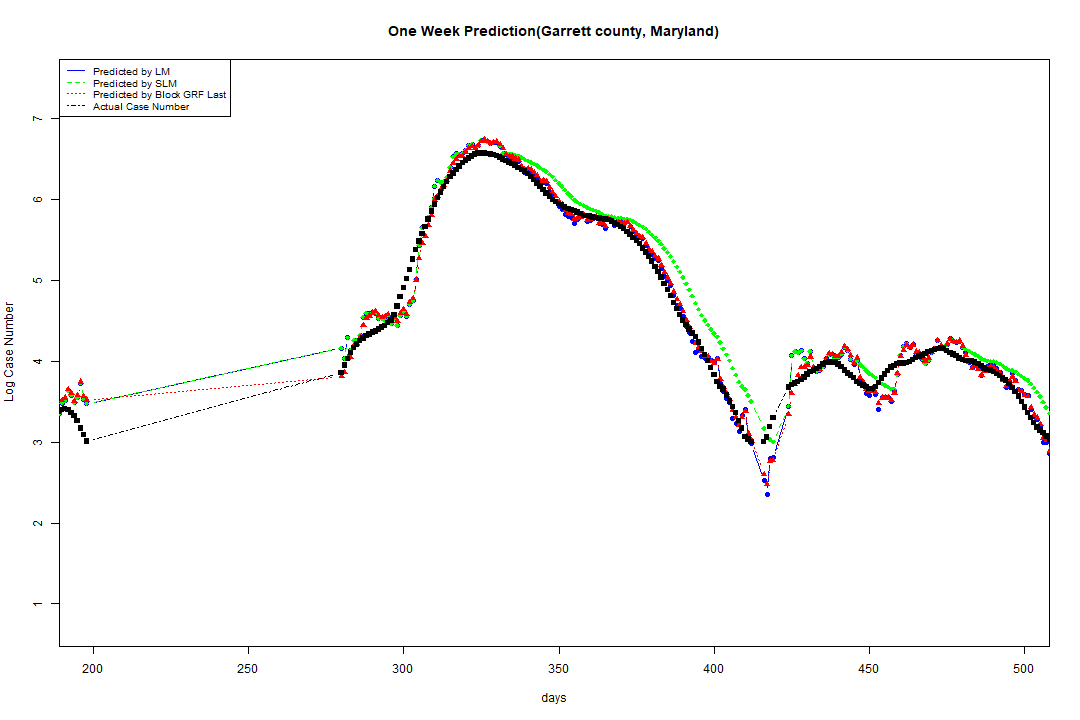 One Week Prediction(Garrett county, Maryland)
Predicted by LM
Predicted by SLM
Predicted by Block GRF Last
Actual Case Number
Log Case Number
7
6
5
4
3
2
1
200 250 300 350 400 450 500
days